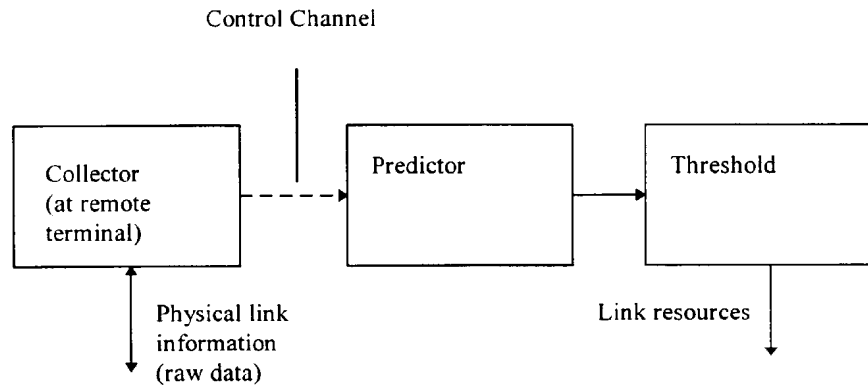 Control Channel
Collector
(at remote
terminal)
Predictor
Threshold
Physical link
information
(raw data)
Link resources